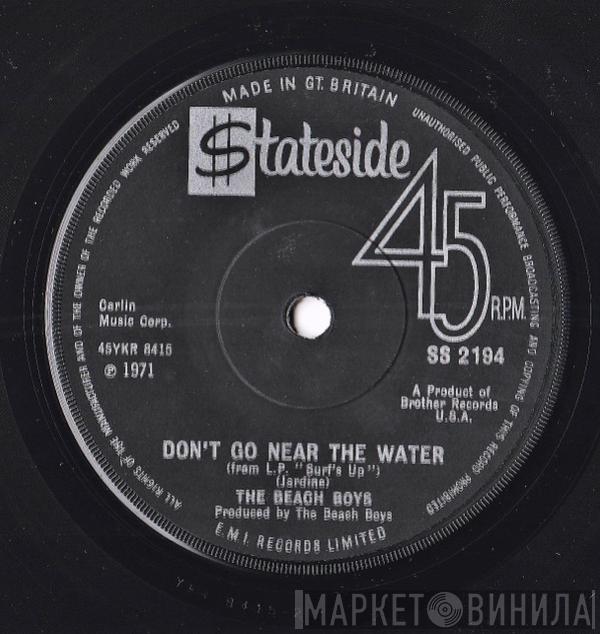 MADE IN GT. BRITAIN
UNAUTHORISED PUBLIC PERFORMANCE BROADCASTING AND COPYING OF THIS RECORD PROHIBITED
ALL RIGHTS OF THE MANUFACTURER AND OF THE OWNER OF THE RECORDED WORK RESERVED
$tateside
45
R.P.M.
Carlin
Music Corp.
45YKR 8415
℗ 1971
SS 2194
A Product of
Brother Records
U.S.A.
DON'T GO NEAR THE WATER
(from L.P. "Surf's Up")
(Jardine)
THE BEACH BOYS
Produced by The Beach Boys
E.M.I. RECORDS LIMITED
МАРКЕТ ВИНИЛА